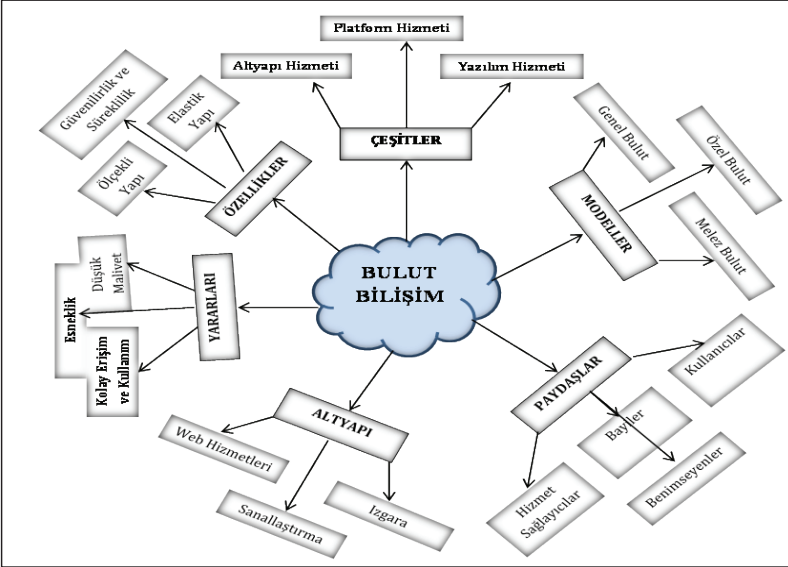 Platform Hizmeti
Altyapı Hizmeti
Yazılım Hizmeti
ÇEŞİTLER
Güvenilirlik ve
Süreklilik
Elastik
Yapı
Ölçekli
Yapı
ÖZELLİKLER
Genel Bulut
Özel Bulut
Melez Bulut
MODELLER
BULUT
BİLİŞİM
Düşük
Malivet
Esneklik
Kolay Erişim
ve Kullanım
YARARLARI
Kullanıcılar
PAYDAŞLAR
Bayiler
Benimseyenler
Hizmet
Sağlayıcılar
ALTYAPI
Web Hizmetleri
Sanallaştırma
Izgara